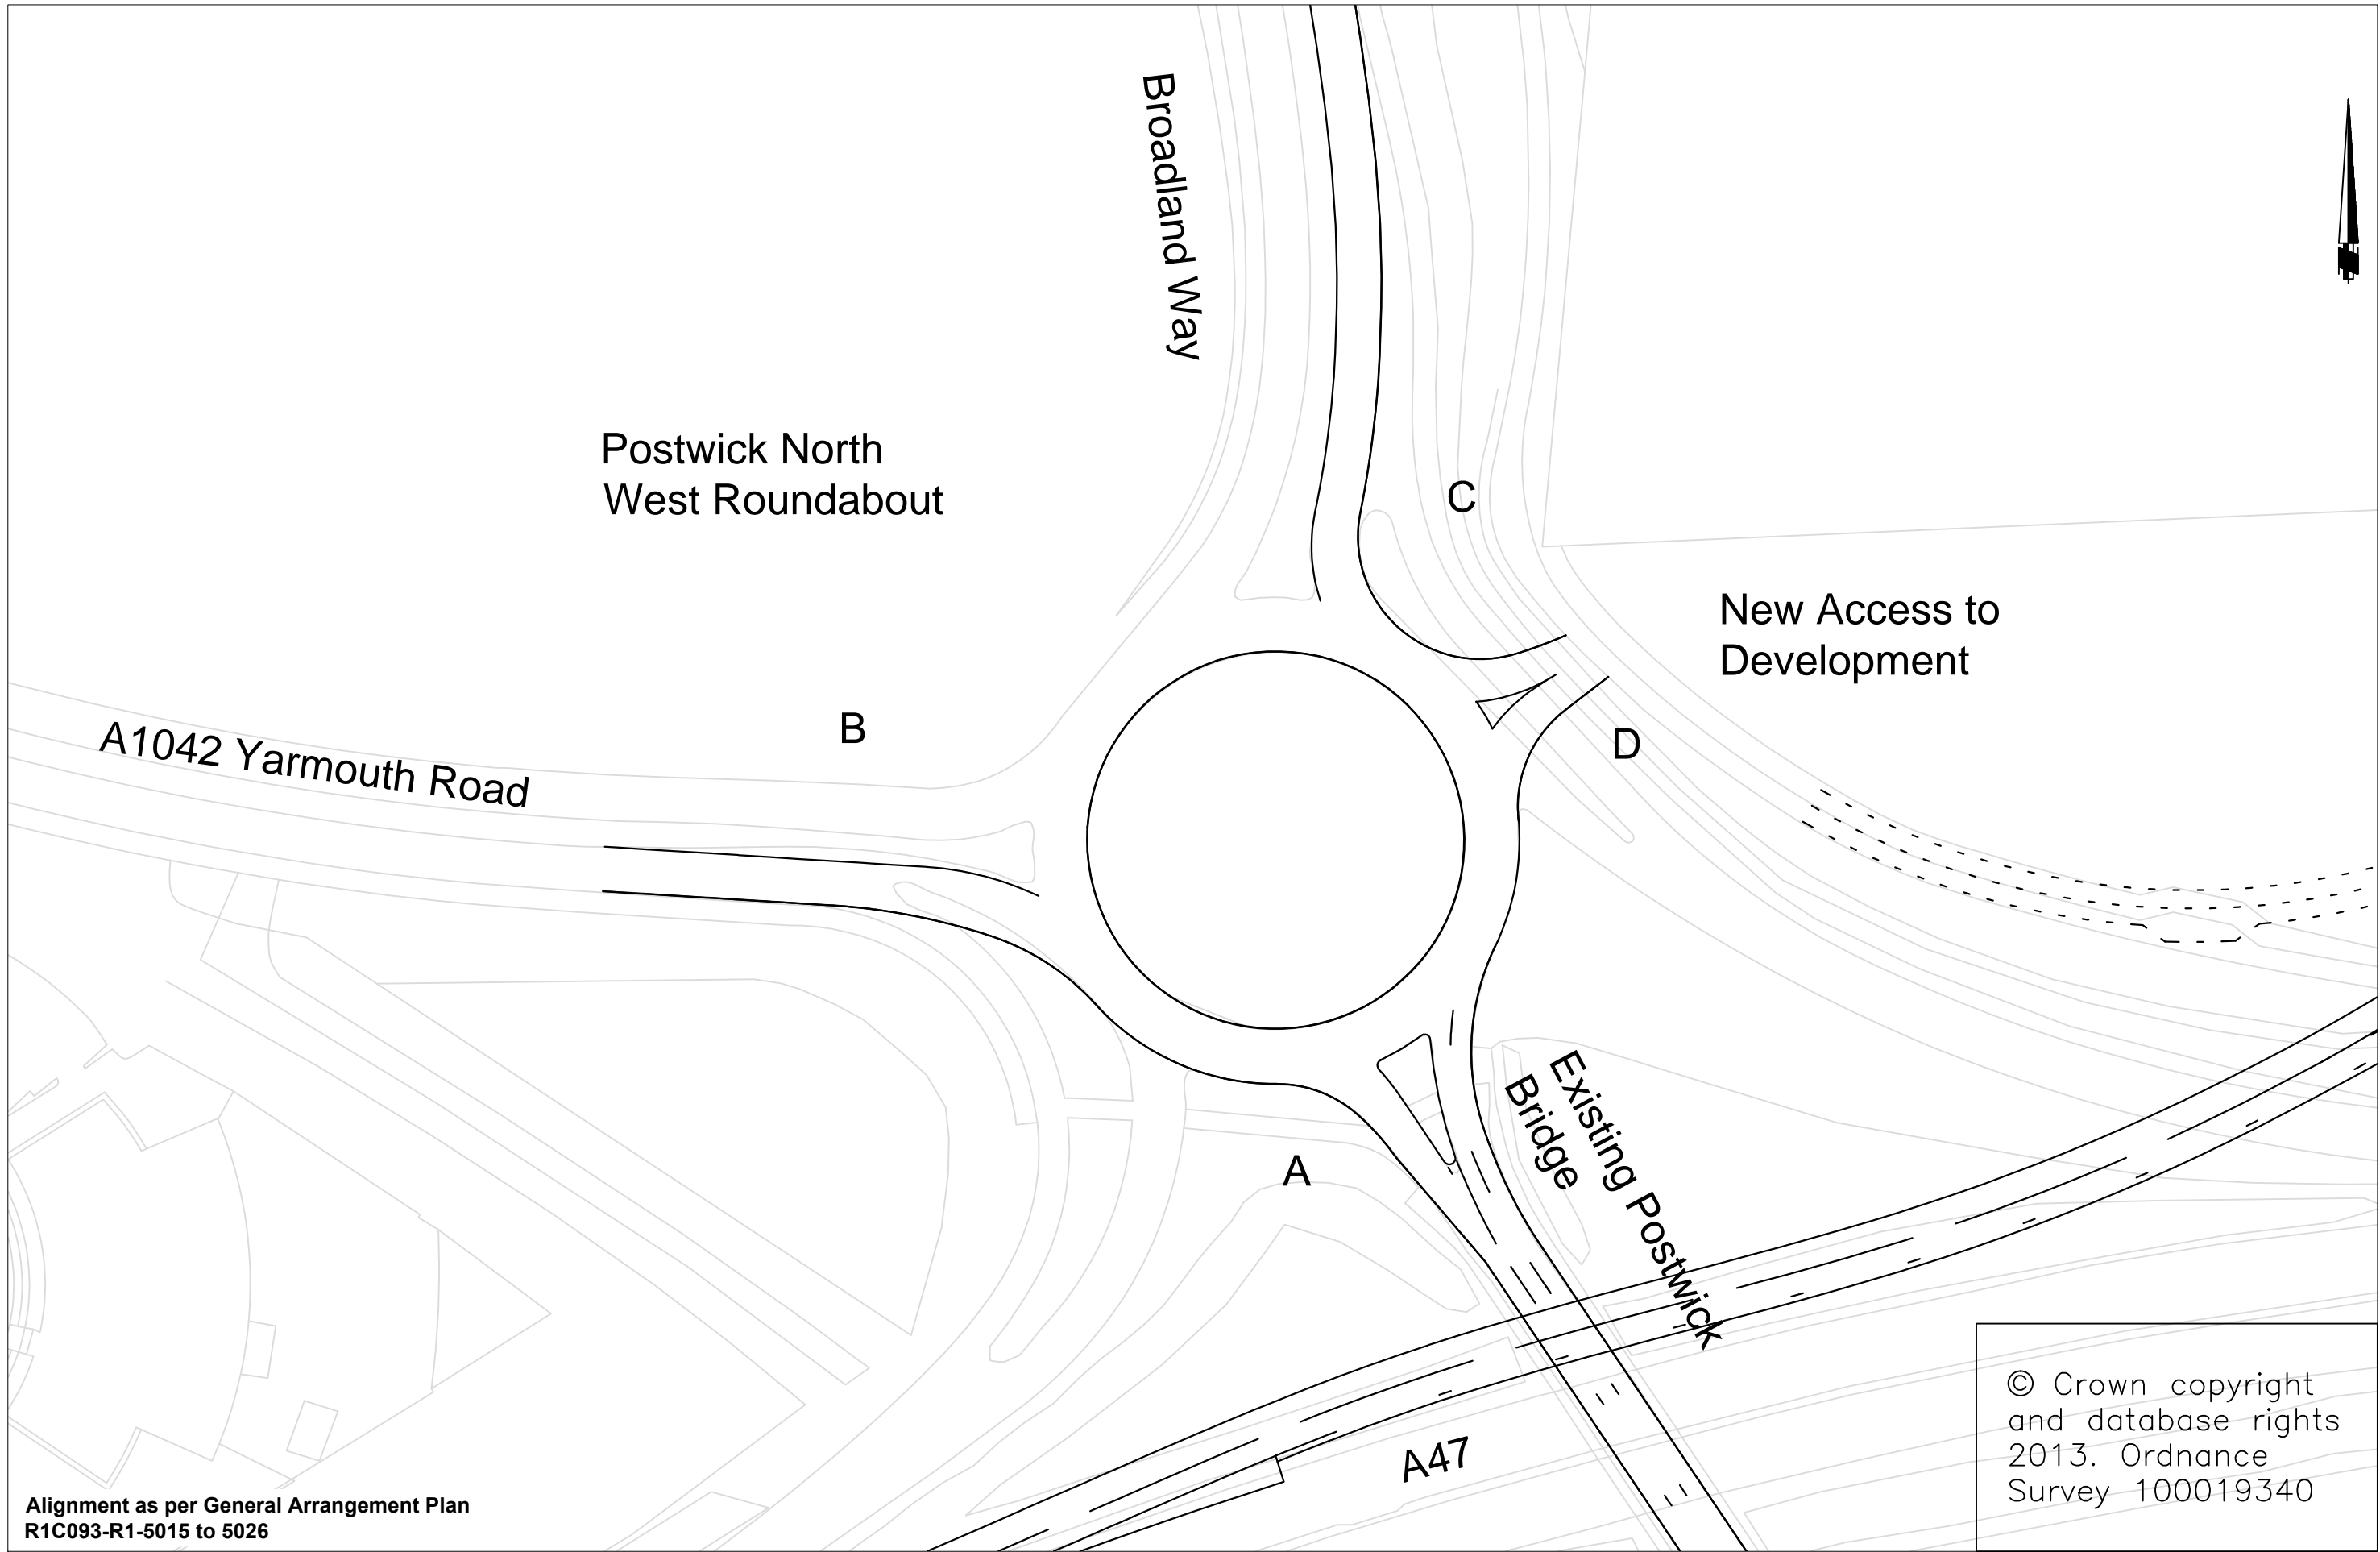 Broadland Way
Postwick North
West Roundabout
C
New Access to
Development
A1042 Yarmouth Road
B
D
Existing Postwick
Bridge
A
A47
© Crown copyright
and database rights
2013. Ordnance
Survey 100019340
Alignment as per General Arrangement Plan
R1C093-R1-5015 to 5026